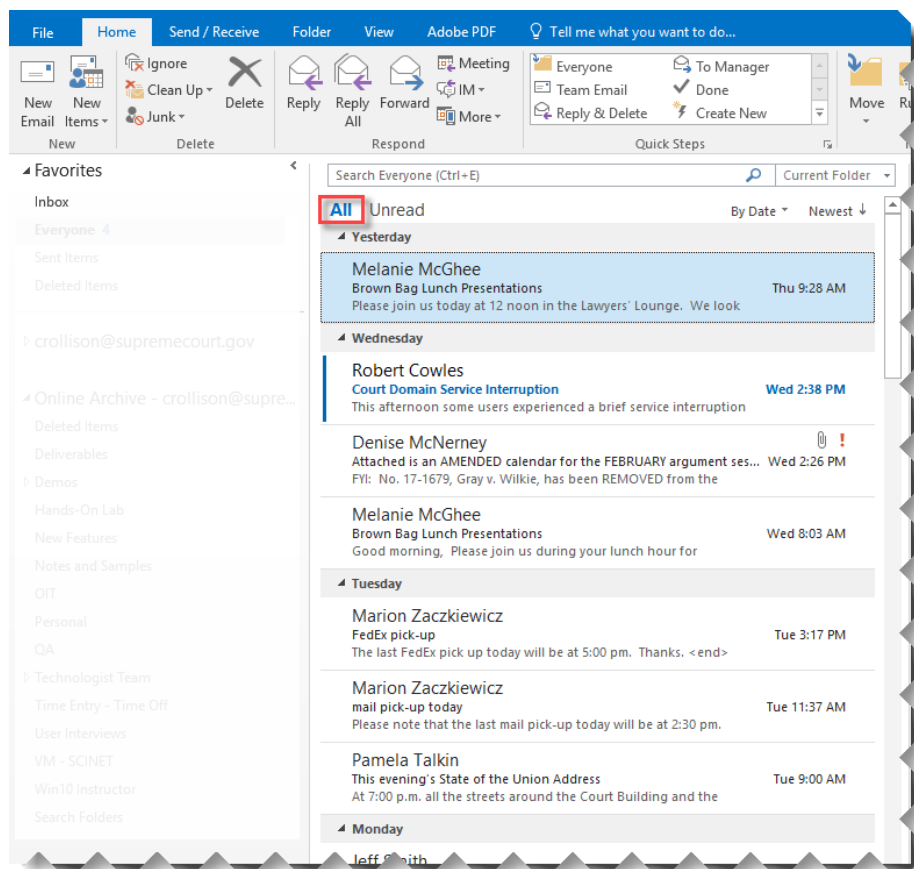 File Home Send / Receive Folder View Adobe PDF Tell me what you want to do...
Ignore Meeting Everyone To Manager
Clean Up IM Team Email Done
New Email New Items Junk Delete Reply Reply All Forward More Reply & Delete Create New Move
New Delete Respond Quick Steps
Favorites
Inbox
Everyone 4
Sent Items
Deleted Items
crollison@supremecourt.gov
Online Archive - crollison@supre...
Deleted Items
Deliverables
Demos
Hands-On Lab
New Features
Notes and Samples
OIT
Personal
QA
Technologist Team
Time Entry - Time Off
User Interviews
VM - SCINET
Win10 Instructor
Search Folders
Search Everyone (Ctrl+E) Current Folder
All Unread By Date Newest ↓
Yesterday
Melanie McGhee
Brown Bag Lunch Presentations Thu 9:28 AM
Please join us today at 12 noon in the Lawyers' Lounge. We look
Wednesday
Robert Cowles
Court Domain Service Interruption Wed 2:38 PM
This afternoon some users experienced a brief service interruption
Denise McNerney !
Attached is an AMENDED calendar for the FEBRUARY argument ses... Wed 2:26 PM
FYI: No. 17-1679, Gray v. Wilkie, has been REMOVED from the
Melanie McGhee
Brown Bag Lunch Presentations Wed 8:03 AM
Good morning, Please join us during your lunch hour for
Tuesday
Marion Zaczkiewicz
FedEx pick-up Tue 3:17 PM
The last FedEx pick up today will be at 5:00 pm. Thanks. <end>
Marion Zaczkiewicz
mail pick-up today Tue 11:37 AM
Please note that the last mail pick-up today will be at 2:30 pm.
Pamela Talkin
This evening's State of the Union Address Tue 9:00 AM
At 7:00 p.m. all the streets around the Court Building and the
Monday
Jeff Smith